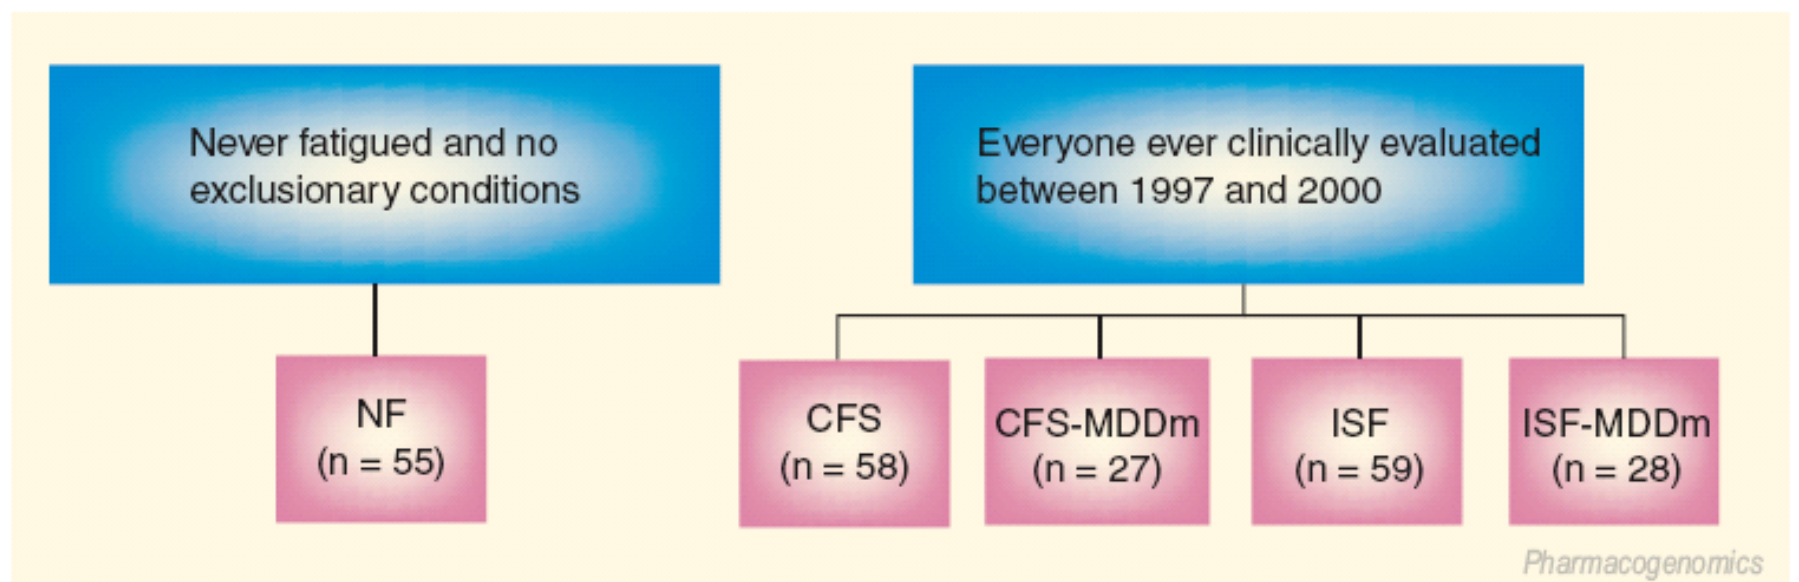 Never fatigued and no
exclusionary conditions
Everyone ever clinically evaluated
between 1997 and 2000
NF
(n = 55)
CFS
(n = 58)
CFS-MDDm
(n = 27)
ISF
(n = 59)
ISF-MDDm
(n = 28)
Pharmacogenomics